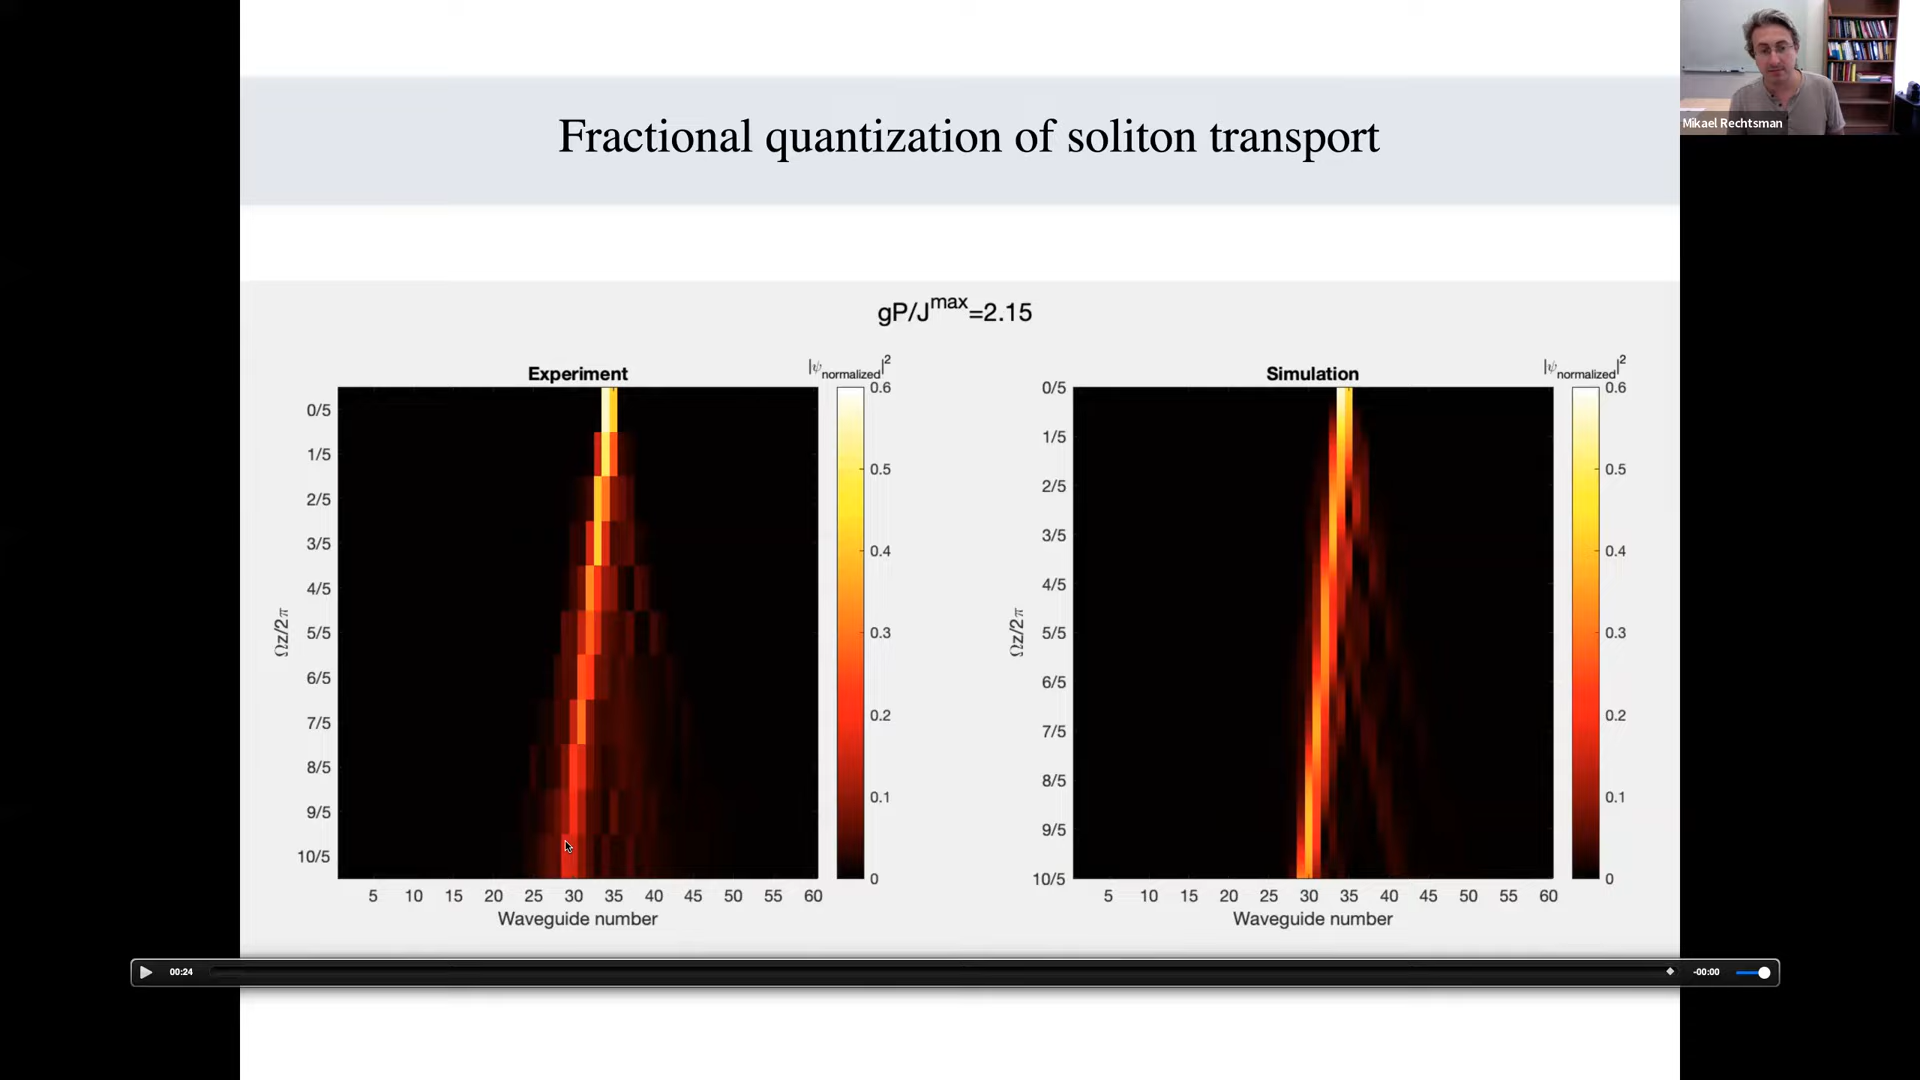 Mikael Rechtsman
Fractional quantization of soliton transport
gP/J^max=2.15
Experiment
|ψnormalized|^2
0/5
1/5
2/5
3/5
4/5
5/5
6/5
7/5
8/5
9/5
10/5
Ωz/2π
5 10 15 20 25 30 35 40 45 50 55 60
Waveguide number
0.6
0.5
0.4
0.3
0.2
0.1
0
Simulation
|ψnormalized|^2
0/5
1/5
2/5
3/5
4/5
5/5
6/5
7/5
8/5
9/5
10/5
Ωz/2π
5 10 15 20 25 30 35 40 45 50 55 60
Waveguide number
0.6
0.5
0.4
0.3
0.2
0.1
0
00:24
-00:00